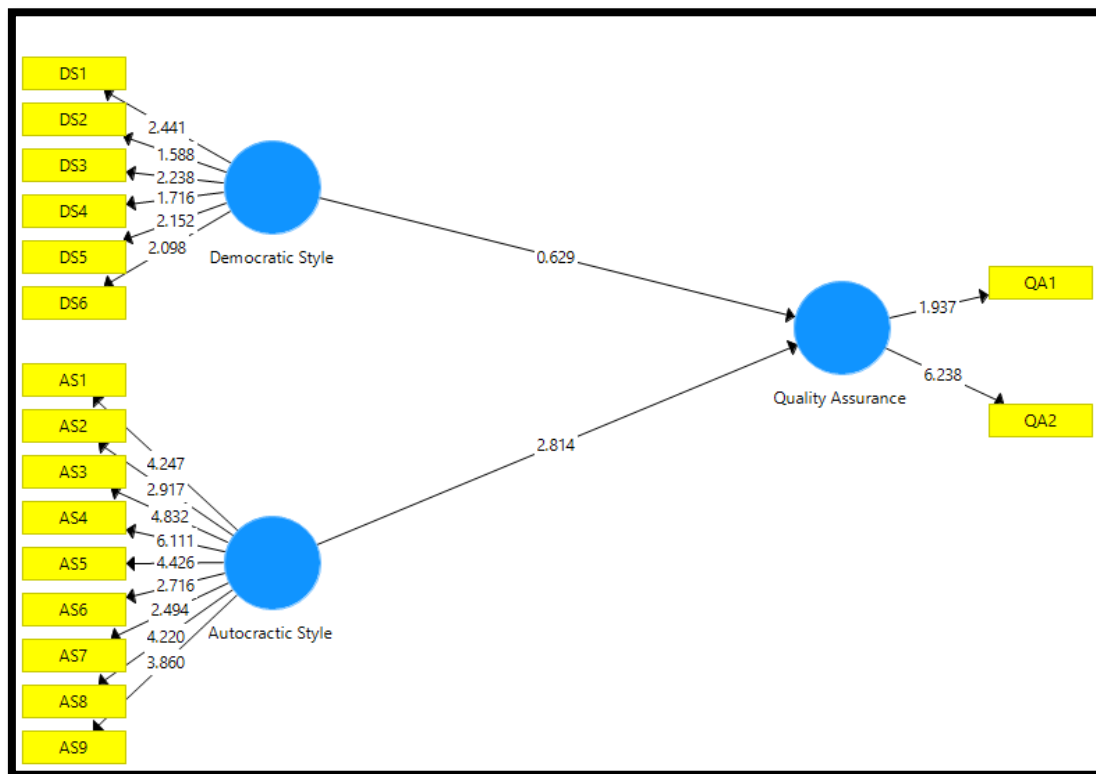 DS1
DS2
DS3
DS4
DS5
DS6
2.441
1.588
2.238
1.716
2.152
2.098
Democratic Style
0.629
AS1
AS2
AS3
AS4
AS5
AS6
AS7
AS8
AS9
4.247
2.917
4.832
6.111
4.426
2.716
2.494
4.220
3.860
Autocractic Style
2.814
Quality Assurance
1.937
6.238
QA1
QA2